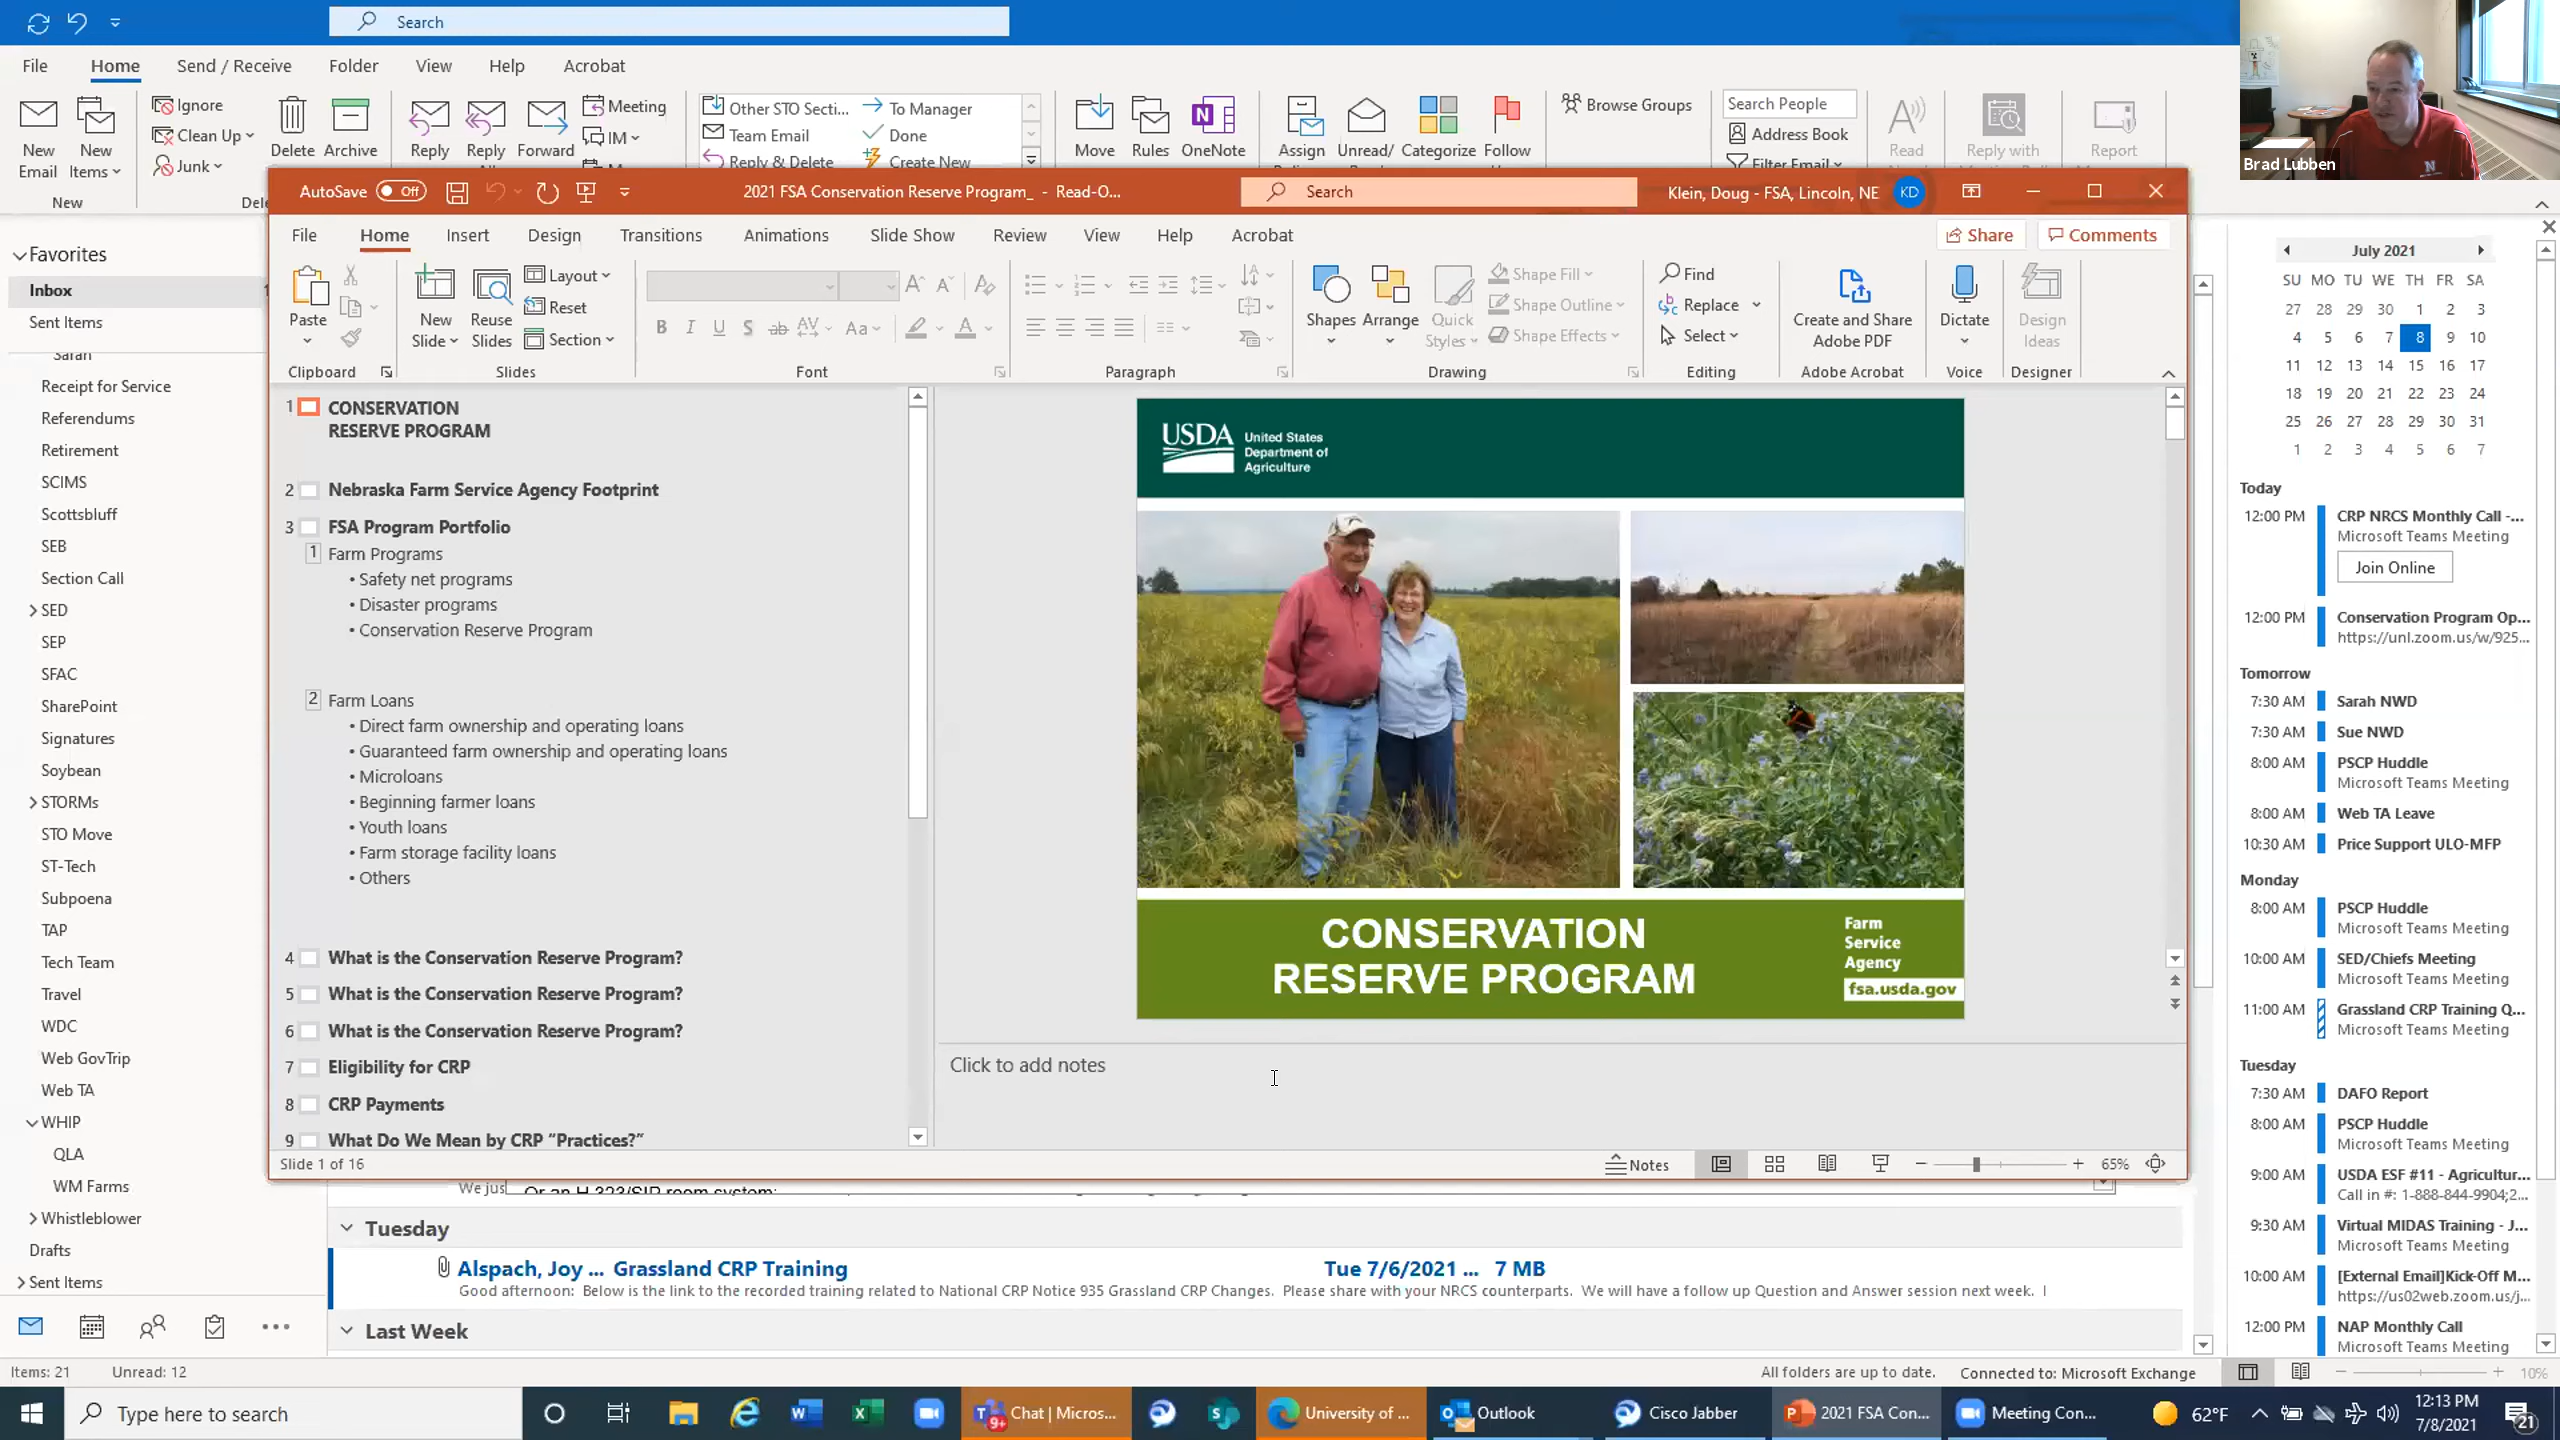 Search
File Home Send / Receive Folder View Help Acrobat
New Email
New Items
Ignore
Clean Up
Junk
Delete
Archive
Reply
Reply
Forward
Meeting
IM
Other STO Secti...
Team Email
Reply & Delete
To Manager
Done
Create New
Move
Rules
OneNote
Assign
Unread/
Categorize
Follow
Browse Groups
Search People
Address Book
Filter Email
Read
Reply with
Report
New
Brad Lubben
AutoSave Off
2021 FSA Conservation Reserve Program_ - Read-O...
Search
Klein, Doug - FSA, Lincoln, NE KD
File Home Insert Design Transitions Animations Slide Show Review View Help Acrobat
Share Comments
Paste
New Slide
Reuse Slides
Layout
Reset
Section
Shapes
Arrange
Quick Styles
Shape Fill
Shape Outline
Shape Effects
Find
Replace
Select
Create and Share Adobe PDF
Dictate
Design Ideas
Clipboard Slides Font Paragraph Drawing Editing Adobe Acrobat Voice Designer
Favorites
Inbox
Sent Items
Sarah
Receipt for Service
Referendums
Retirement
SCIMS
Scottsbluff
SEB
Section Call
SED
SEP
SFAC
SharePoint
Signatures
Soybean
STORMs
STO Move
ST-Tech
Subpoena
TAP
Tech Team
Travel
WDC
Web GovTrip
Web TA
WHIP
QLA
WM Farms
Whistleblower
Drafts
Sent Items
1 CONSERVATION
RESERVE PROGRAM
2 Nebraska Farm Service Agency Footprint
3 FSA Program Portfolio
1 Farm Programs
• Safety net programs
• Disaster programs
• Conservation Reserve Program
2 Farm Loans
• Direct farm ownership and operating loans
• Guaranteed farm ownership and operating loans
• Microloans
• Beginning farmer loans
• Youth loans
• Farm storage facility loans
• Others
4 What is the Conservation Reserve Program?
5 What is the Conservation Reserve Program?
6 What is the Conservation Reserve Program?
7 Eligibility for CRP
8 CRP Payments
9 What Do We Mean by CRP “Practices?”
USDA
United States
Department of
Agriculture
CONSERVATION
RESERVE PROGRAM
Farm
Service
Agency
fsa.usda.gov
Click to add notes
Slide 1 of 16
Notes
65%
We jus
Or an H.323/SIP room system:
Tuesday
Alspach, Joy ... Grassland CRP Training Tue 7/6/2021 ... 7 MB
Good afternoon: Below is the link to the recorded training related to National CRP Notice 935 Grassland CRP Changes. Please share with your NRCS counterparts. We will have a follow up Question and Answer session next week. I
Last Week
July 2021
SU MO TU WE TH FR SA
27 28 29 30 1 2 3
4 5 6 7 8 9 10
11 12 13 14 15 16 17
18 19 20 21 22 23 24
25 26 27 28 29 30 31
1 2 3 4 5 6 7
Today
12:00 PM CRP NRCS Monthly Call -...
Microsoft Teams Meeting
Join Online
12:00 PM Conservation Program Op...
https://unl.zoom.us/w/925...
Tomorrow
7:30 AM Sarah NWD
7:30 AM Sue NWD
8:00 AM PSCP Huddle
Microsoft Teams Meeting
8:00 AM Web TA Leave
10:30 AM Price Support ULO-MFP
Monday
8:00 AM PSCP Huddle
Microsoft Teams Meeting
10:00 AM SED/Chiefs Meeting
Microsoft Teams Meeting
11:00 AM Grassland CRP Training Q...
Microsoft Teams Meeting
Tuesday
7:30 AM DAFO Report
8:00 AM PSCP Huddle
Microsoft Teams Meeting
9:00 AM USDA ESF #11 - Agricultur...
Call in #: 1-888-844-9904;2...
9:30 AM Virtual MIDAS Training - J...
Microsoft Teams Meeting
10:00 AM [External Email]Kick-Off M...
https://us02web.zoom.us/j...
12:00 PM NAP Monthly Call
Microsoft Teams Meeting
Items: 21 Unread: 12
All folders are up to date. Connected to: Microsoft Exchange
10%
Type here to search
9+
Chat | Micros...
University of ...
Outlook
Cisco Jabber
2021 FSA Con...
Meeting Con...
62°F
12:13 PM
7/8/2021
21